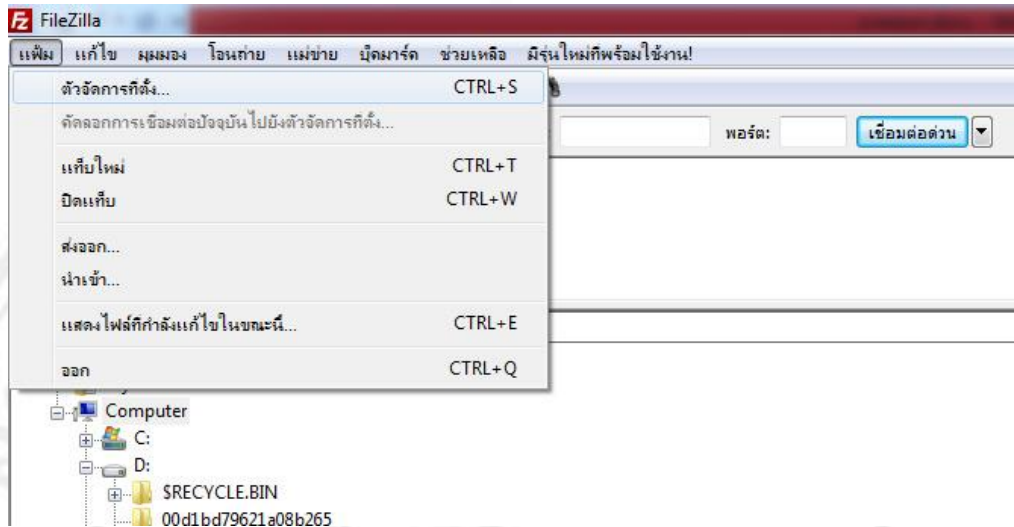 FileZilla
แฟ้ม แก้ไข มุมมอง โอนถ่าย แม่ข่าย บุ๊คมาร์ค ช่วยเหลือ มีรุ่นใหม่ที่พร้อมใช้งาน!
ตัวจัดการที่ตั้ง... CTRL+S
คัดลอกการเชื่อมต่อปัจจุบันไปยังตัวจัดการที่ตั้ง...
พอร์ต: เชื่อมต่อด่วน
แท็บใหม่ CTRL+T
ปิดแท็บ CTRL+W
ส่งออก...
นำเข้า...
แสดงไฟล์ที่กำลังแก้ไขในขณะนี้... CTRL+E
ออก CTRL+Q
Computer
C:
D:
$RECYCLE.BIN
00d1bd79621a08b265